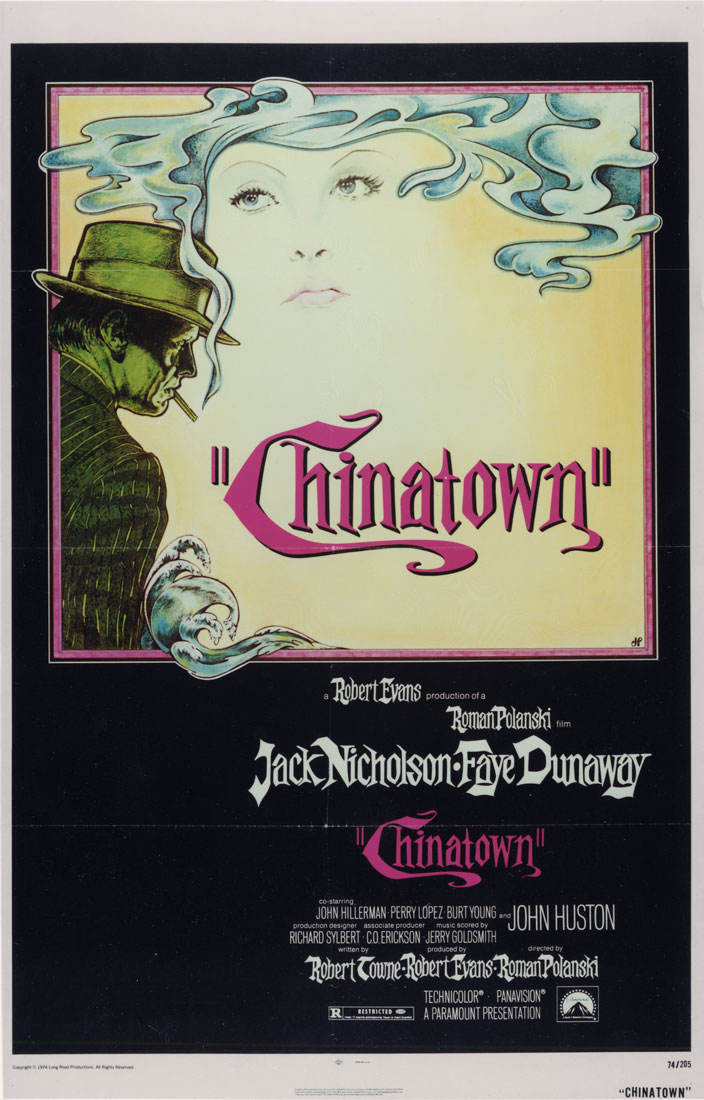 "Chinatown"
a Robert Evans production of a
Roman Polanski film
Jack Nicholson · Faye Dunaway
"Chinatown"
co-starring
JOHN HILLERMAN · PERRY LOPEZ · BURT YOUNG and JOHN HUSTON
production designer associate producer music scored by
RICHARD SYLBERT · C.O. ERICKSON · JERRY GOLDSMITH
written by produced by directed by
Robert Towne · Robert Evans · Roman Polanski
TECHNICOLOR® · PANAVISION®
R RESTRICTED A PARAMOUNT PRESENTATION
Copyright © 1974 Long Road Productions. All Rights Reserved.
74/205
"CHINATOWN"